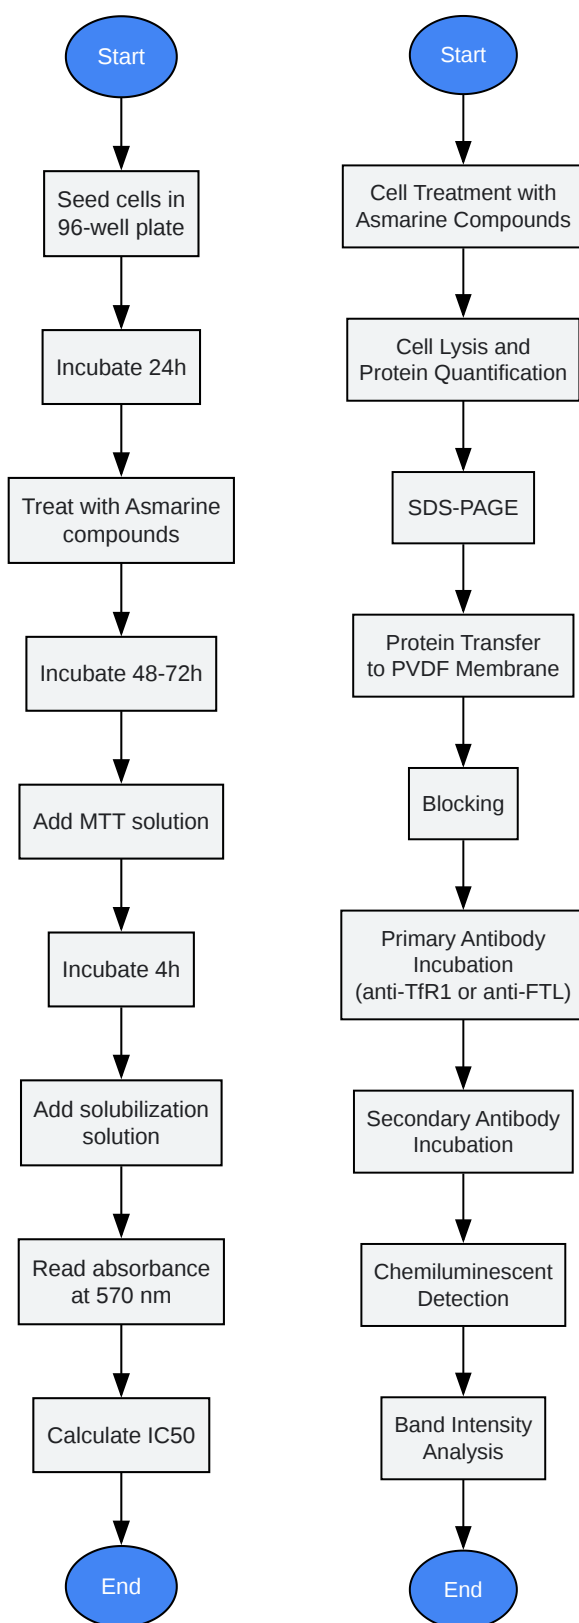 Start
Seed cells in
96-well plate
Incubate 24h
Treat with Asmarine
compounds
Incubate 48-72h
Add MTT solution
Incubate 4h
Add solubilization
solution
Read absorbance
at 570 nm
Calculate IC50
End
Start
Cell Treatment with
Asmarine Compounds
Cell Lysis and
Protein Quantification
SDS-PAGE
Protein Transfer
to PVDF Membrane
Blocking
Primary Antibody
Incubation
(anti-TfR1 or anti-FTL)
Secondary Antibody
Incubation
Chemiluminescent
Detection
Band Intensity
Analysis
End